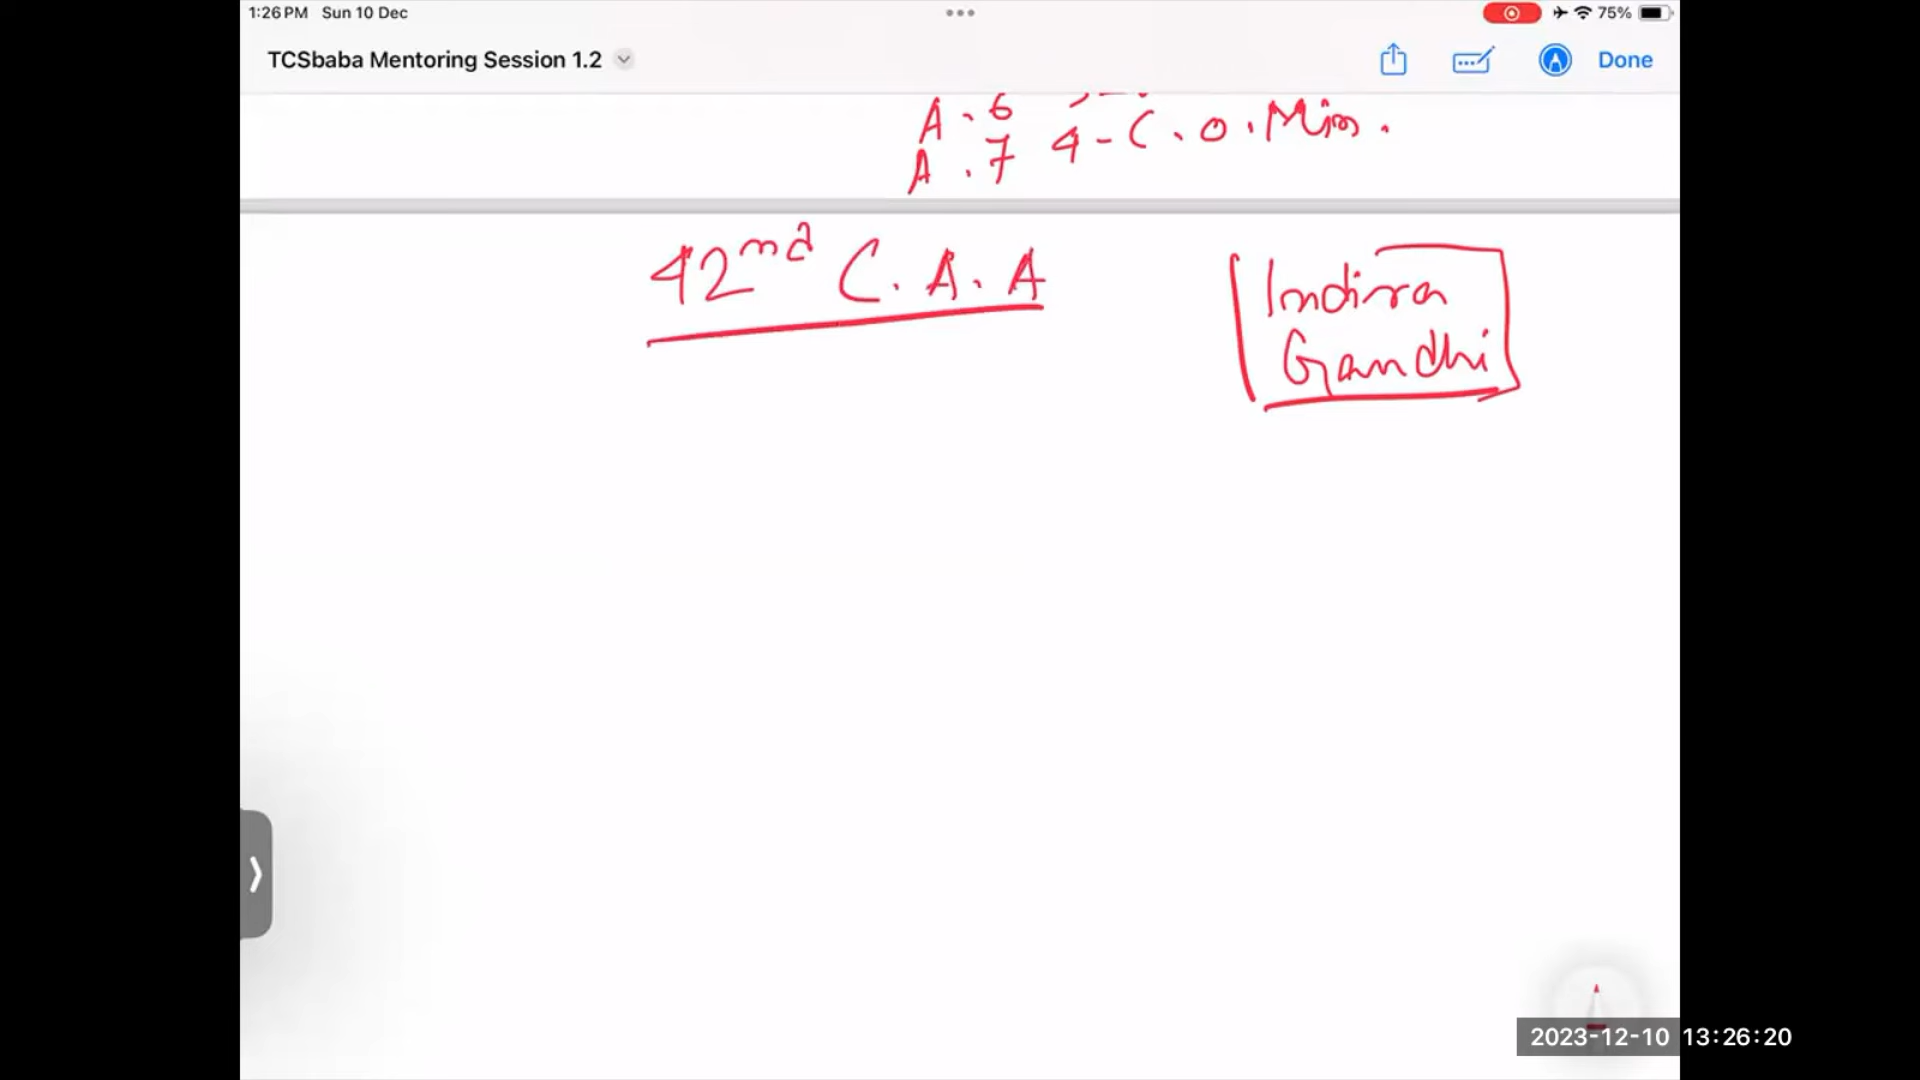 1:26 PM Sun 10 Dec
75%
TCSbaba Mentoring Session 1.2
Done
A. 6
A. 7 4 - C. O. Min.
42nd C. A. A
Indira
Gandhi
2023-12-10 13:26:20